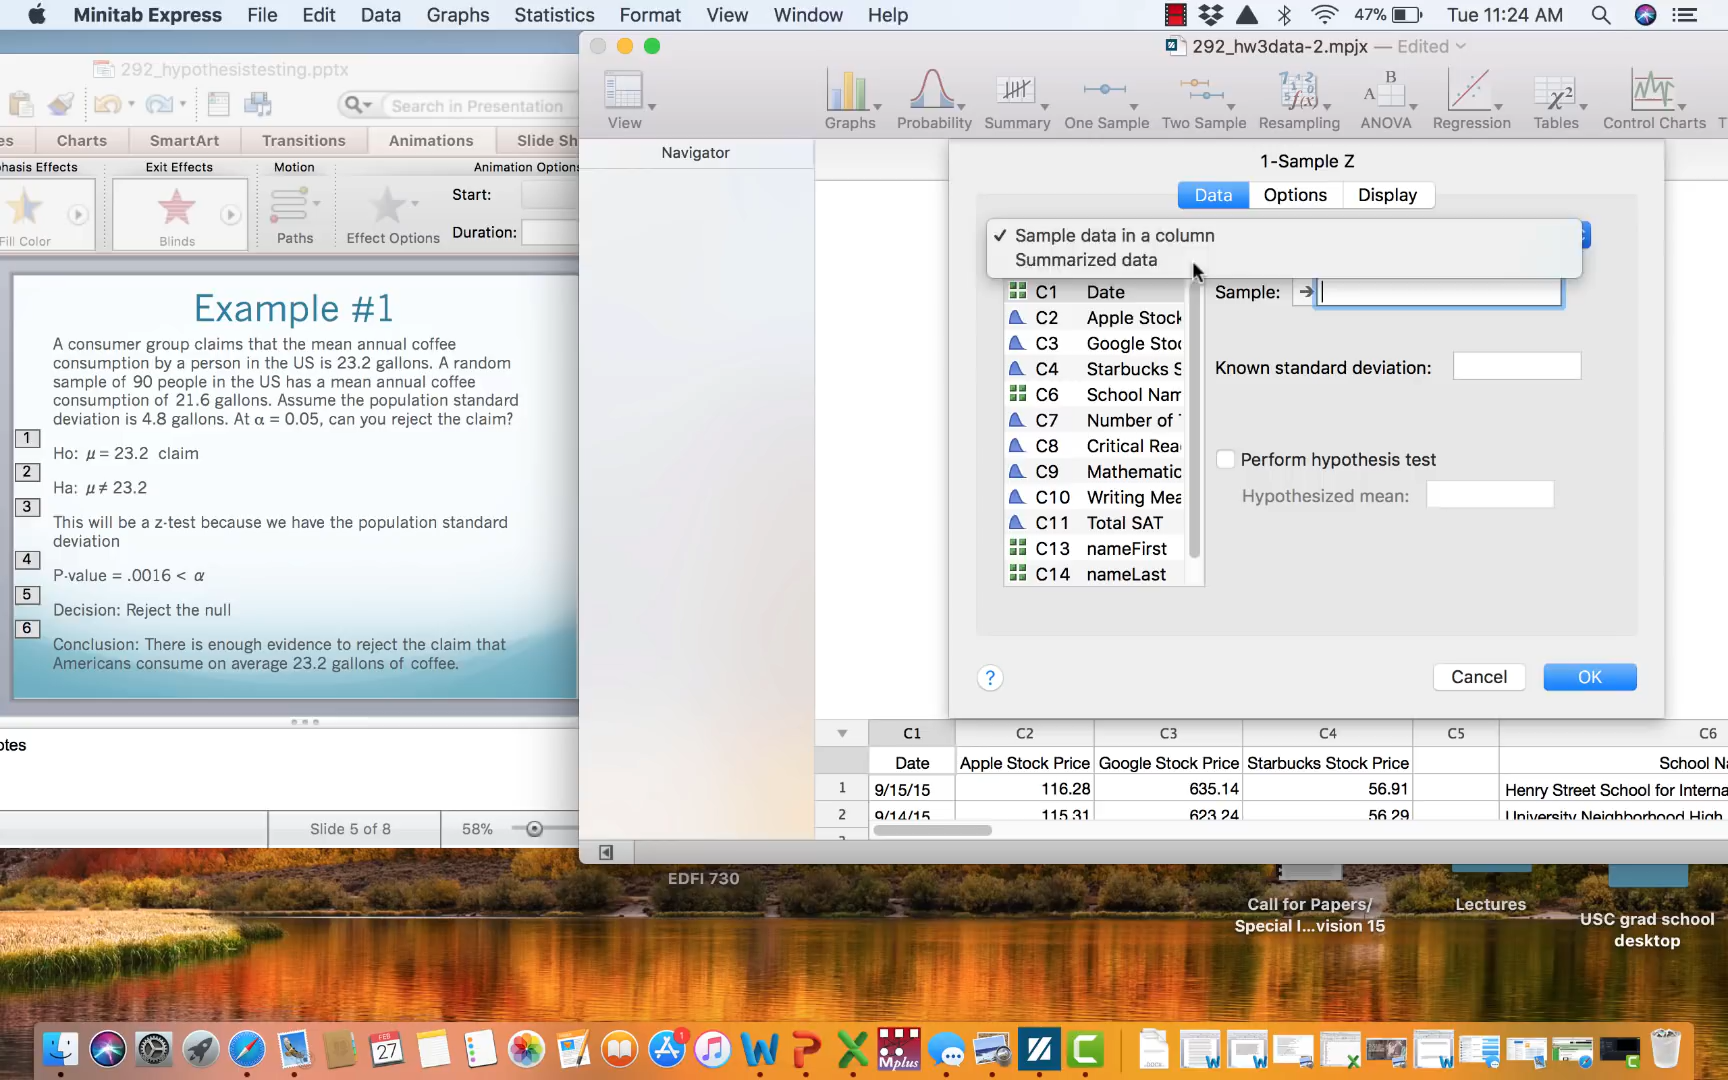 Minitab Express File Edit Data Graphs Statistics Format View Window Help 47% Tue 11:24 AM
292_hypothesistesting.pptx
Search in Presentation
es Charts SmartArt Transitions Animations Slide Sh
hasis Effects Exit Effects Motion Animation Options
Start:
Duration:
Fill Color Blinds Paths Effect Options
Example #1
A consumer group claims that the mean annual coffee
consumption by a person in the US is 23.2 gallons. A random
sample of 90 people in the US has a mean annual coffee
consumption of 21.6 gallons. Assume the population standard
deviation is 4.8 gallons. At α = 0.05, can you reject the claim?
1
Ho: μ = 23.2 claim
2
Ha: μ ≠ 23.2
3
This will be a z-test because we have the population standard
deviation
4
P-value = .0016 < α
5
Decision: Reject the null
6
Conclusion: There is enough evidence to reject the claim that
Americans consume on average 23.2 gallons of coffee.
otes
Slide 5 of 8 58%
292_hw3data-2.mpjx — Edited
View Graphs Probability Summary One Sample Two Sample Resampling ANOVA Regression Tables Control Charts T
Navigator
1-Sample Z
Data Options Display
✓ Sample data in a column
Summarized data
C1 Date
C2 Apple Stock
C3 Google Stoc
C4 Starbucks S
C6 School Nam
C7 Number of T
C8 Critical Rea
C9 Mathematic
C10 Writing Mea
C11 Total SAT
C13 nameFirst
C14 nameLast
Sample:
Known standard deviation:
Perform hypothesis test
Hypothesized mean:
? Cancel OK
C1 C2 C3 C4 C5 C6
Date Apple Stock Price Google Stock Price Starbucks Stock Price School Na
1 9/15/15 116.28 635.14 56.91 Henry Street School for Interna
2 9/14/15 115.31 623.24 56.29 University Neighborhood High
EDFI 730
Call for Papers/
Special I...vision 15
Lectures
USC grad school
desktop
FEB
27
1
Mplus